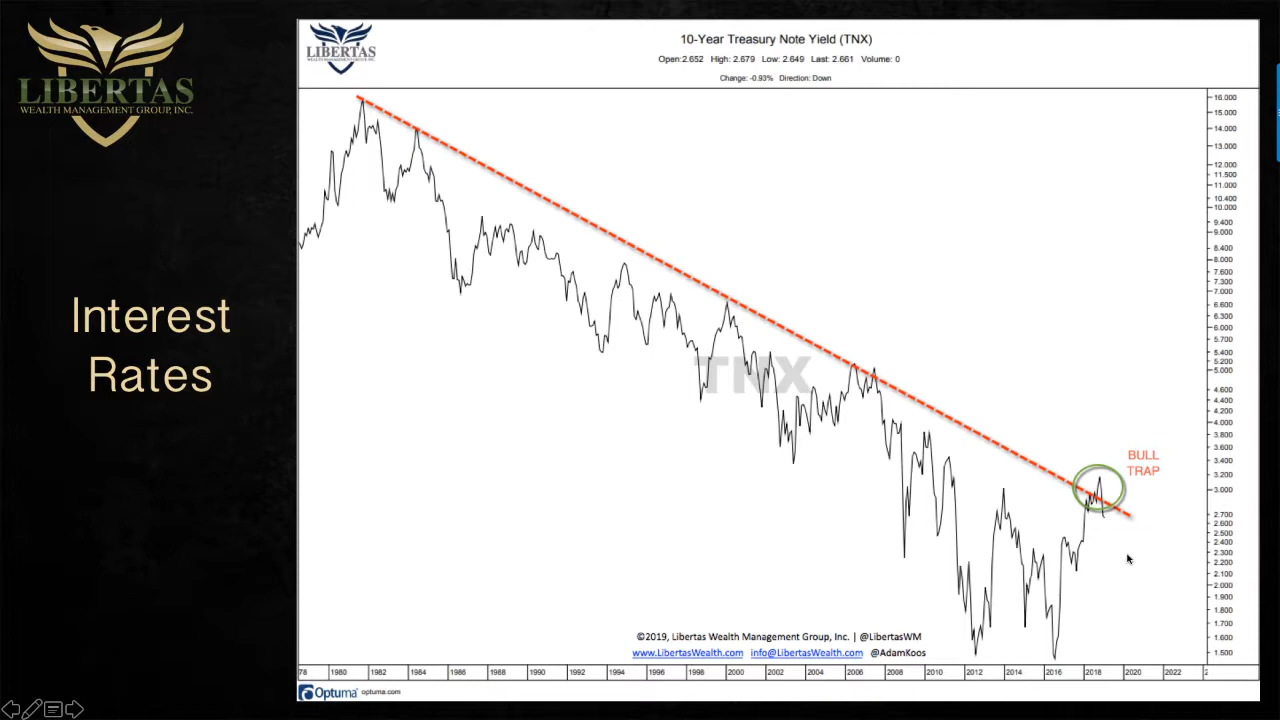 LIBERTAS
WEALTH MANAGEMENT GROUP, INC.
Interest
Rates
LIBERTAS
WEALTH MANAGEMENT GROUP, INC.
10-Year Treasury Note Yield (TNX)
Open:2.652 High: 2.679 Low: 2.649 Last: 2.661 Volume: 0
Change: -0.93% Direction: Down
16.000
15.000
14.000
13.000
12.000
11.500
11.000
10.400
10.000
9.400
9.000
8.400
8.000
7.600
7.300
7.000
6.600
6.300
6.000
5.700
5.400
5.200
5.000
4.600
4.400
4.200
4.000
3.800
3.600
3.400
3.200
3.000
2.700
2.600
2.500
2.400
2.300
2.200
2.100
2.000
1.900
1.800
1.700
1.600
1.500
TNX
BULL
TRAP
©2019, Libertas Wealth Management Group, Inc. | @LibertasWM
www.LibertasWealth.com info@LibertasWealth.com @AdamKoos
78 1980 1982 1984 1986 1988 1990 1992 1994 1996 1998 2000 2002 2004 2006 2008 2010 2012 2014 2016 2018 2020 2022 2
Optuma optuma.com